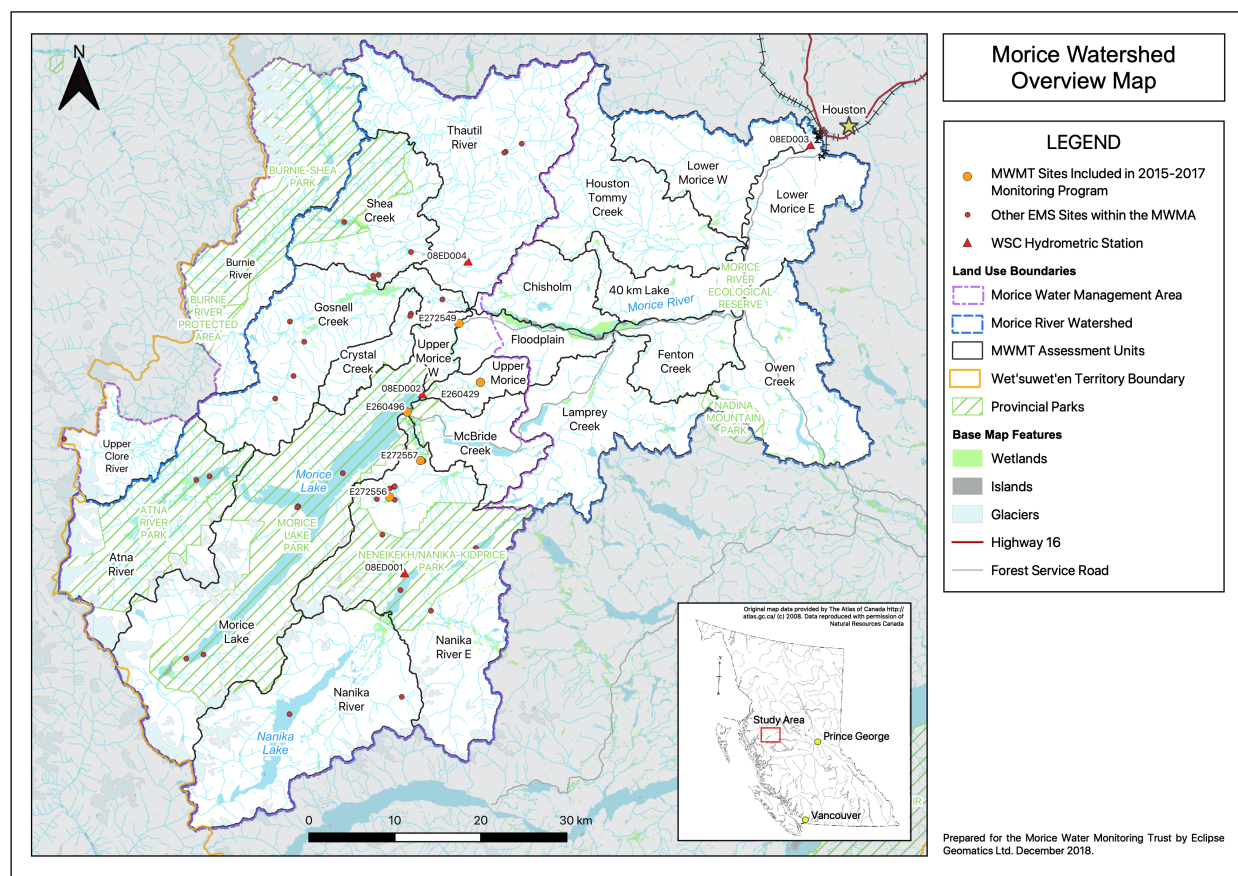 Morice Watershed
Overview Map
LEGEND
MWMT Sites Included in 2015-2017
Monitoring Program
Other EMS Sites within the MWMA
WSC Hydrometric Station
Land Use Boundaries
Morice Water Management Area
Morice River Watershed
MWMT Assessment Units
Wet'suwet'en Territory Boundary
Provincial Parks
Base Map Features
Wetlands
Islands
Glaciers
Highway 16
Forest Service Road
N
Houston
08ED003
Thautil
River
Lower
Morice W
Houston
Tommy
Creek
Lower
Morice E
BURNIE-SHEA
PARK
Shea
Creek
Burnie
River
08ED004
BURNIE
RIVER
PROTECTED
AREA
Chisholm
40 km Lake
MORICE
RIVER
ECOLOGICAL
RESERVE
Morice River
Gosnell
Creek
E272549
Floodplain
Crystal
Creek
Upper
Morice
W
Upper
Morice
Fenton
Creek
Owen
Creek
08ED002
E260429
E260496
Lamprey
Creek
NADINA
MOUNTAIN
PARK
McBride
Creek
Upper
Clore
River
E272557
Morice
Lake
E272556
ATNA
RIVER
PARK
MORICE
LAKE
PARK
Atna
River
NENEIKEKH/NANIKA-KIDPRICE
PARK
08ED001
Morice
Lake
Nanika
River E
Nanika
River
Nanika
Lake
0
10
20
30 km
Original map data provided by The Atlas of Canada http://
atlas.gc.ca/ (c) 2008. Data reproduced with permission of
Natural Resources Canada
Study Area
Prince George
Vancouver
IR
Prepared for the Morice Water Monitoring Trust by Eclipse
Geomatics Ltd. December 2018.